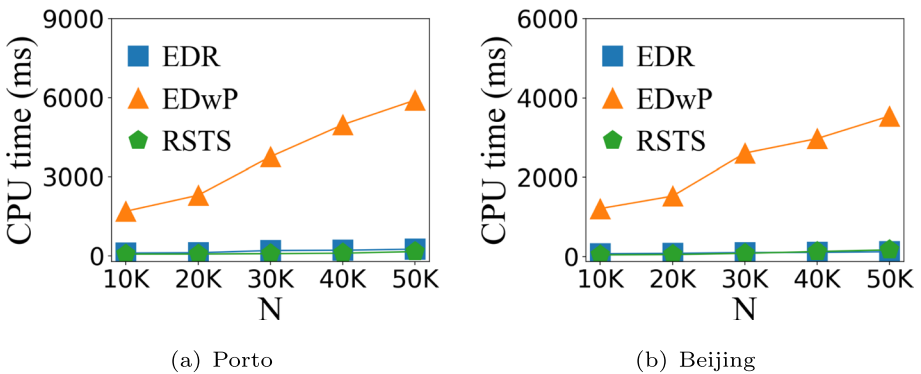 CPU time (ms)
9000
6000
3000
0
EDR
EDwP
RSTS
10K 20K 30K 40K 50K
N
(a) Porto
CPU time (ms)
6000
4000
2000
0
EDR
EDwP
RSTS
10K 20K 30K 40K 50K
N
(b) Beijing